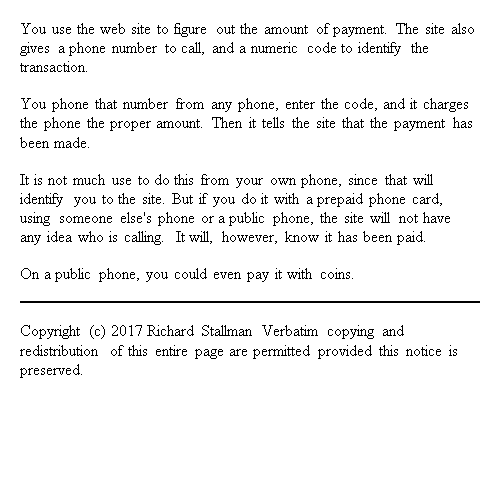 You use the web site to figure out the amount of payment. The site also
gives a phone number to call, and a numeric code to identify the
transaction.
You phone that number from any phone, enter the code, and it charges
the phone the proper amount. Then it tells the site that the payment has
been made.
It is not much use to do this from your own phone, since that will
identify you to the site. But if you do it with a prepaid phone card,
using someone else's phone or a public phone, the site will not have
any idea who is calling. It will, however, know it has been paid.
On a public phone, you could even pay it with coins.
Copyright (c) 2017 Richard Stallman Verbatim copying and
redistribution of this entire page are permitted provided this notice is
preserved.